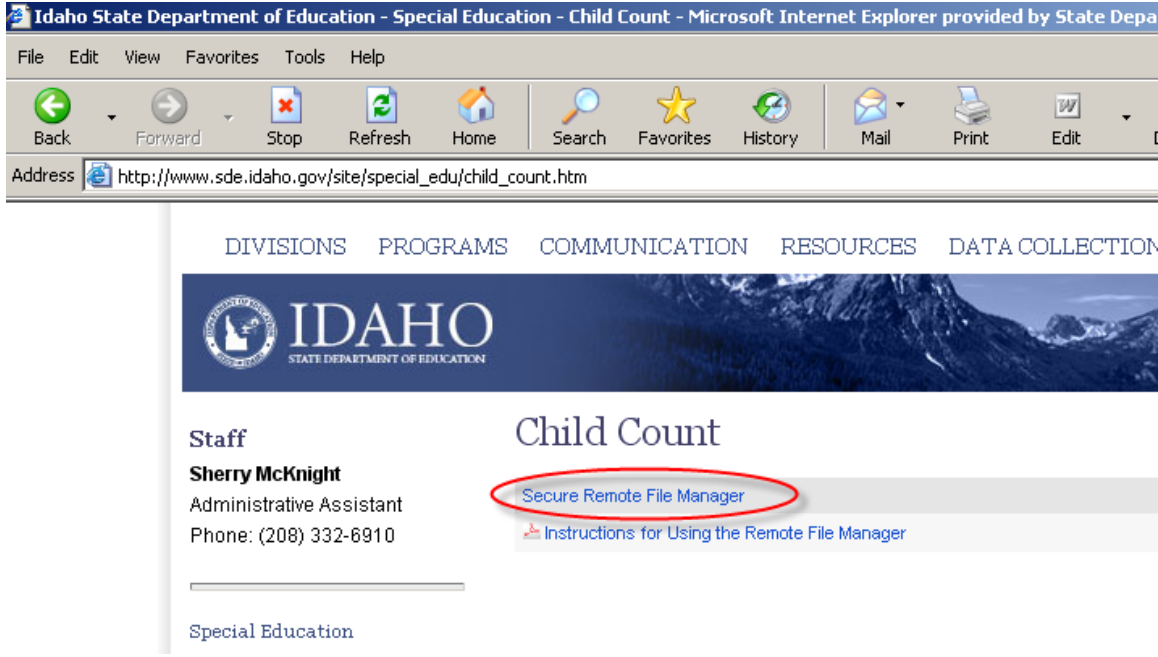 Idaho State Department of Education - Special Education - Child Count - Microsoft Internet Explorer provided by State Depa
File Edit View Favorites Tools Help
Back Forward Stop Refresh Home Search Favorites History Mail Print Edit
Address http://www.sde.idaho.gov/site/special_edu/child_count.htm
DIVISIONS PROGRAMS COMMUNICATION RESOURCES DATA COLLECTION
IDAHO
STATE DEPARTMENT OF EDUCATION
Staff
Sherry McKnight
Administrative Assistant
Phone: (208) 332-6910
Special Education
Child Count
Secure Remote File Manager
Instructions for Using the Remote File Manager